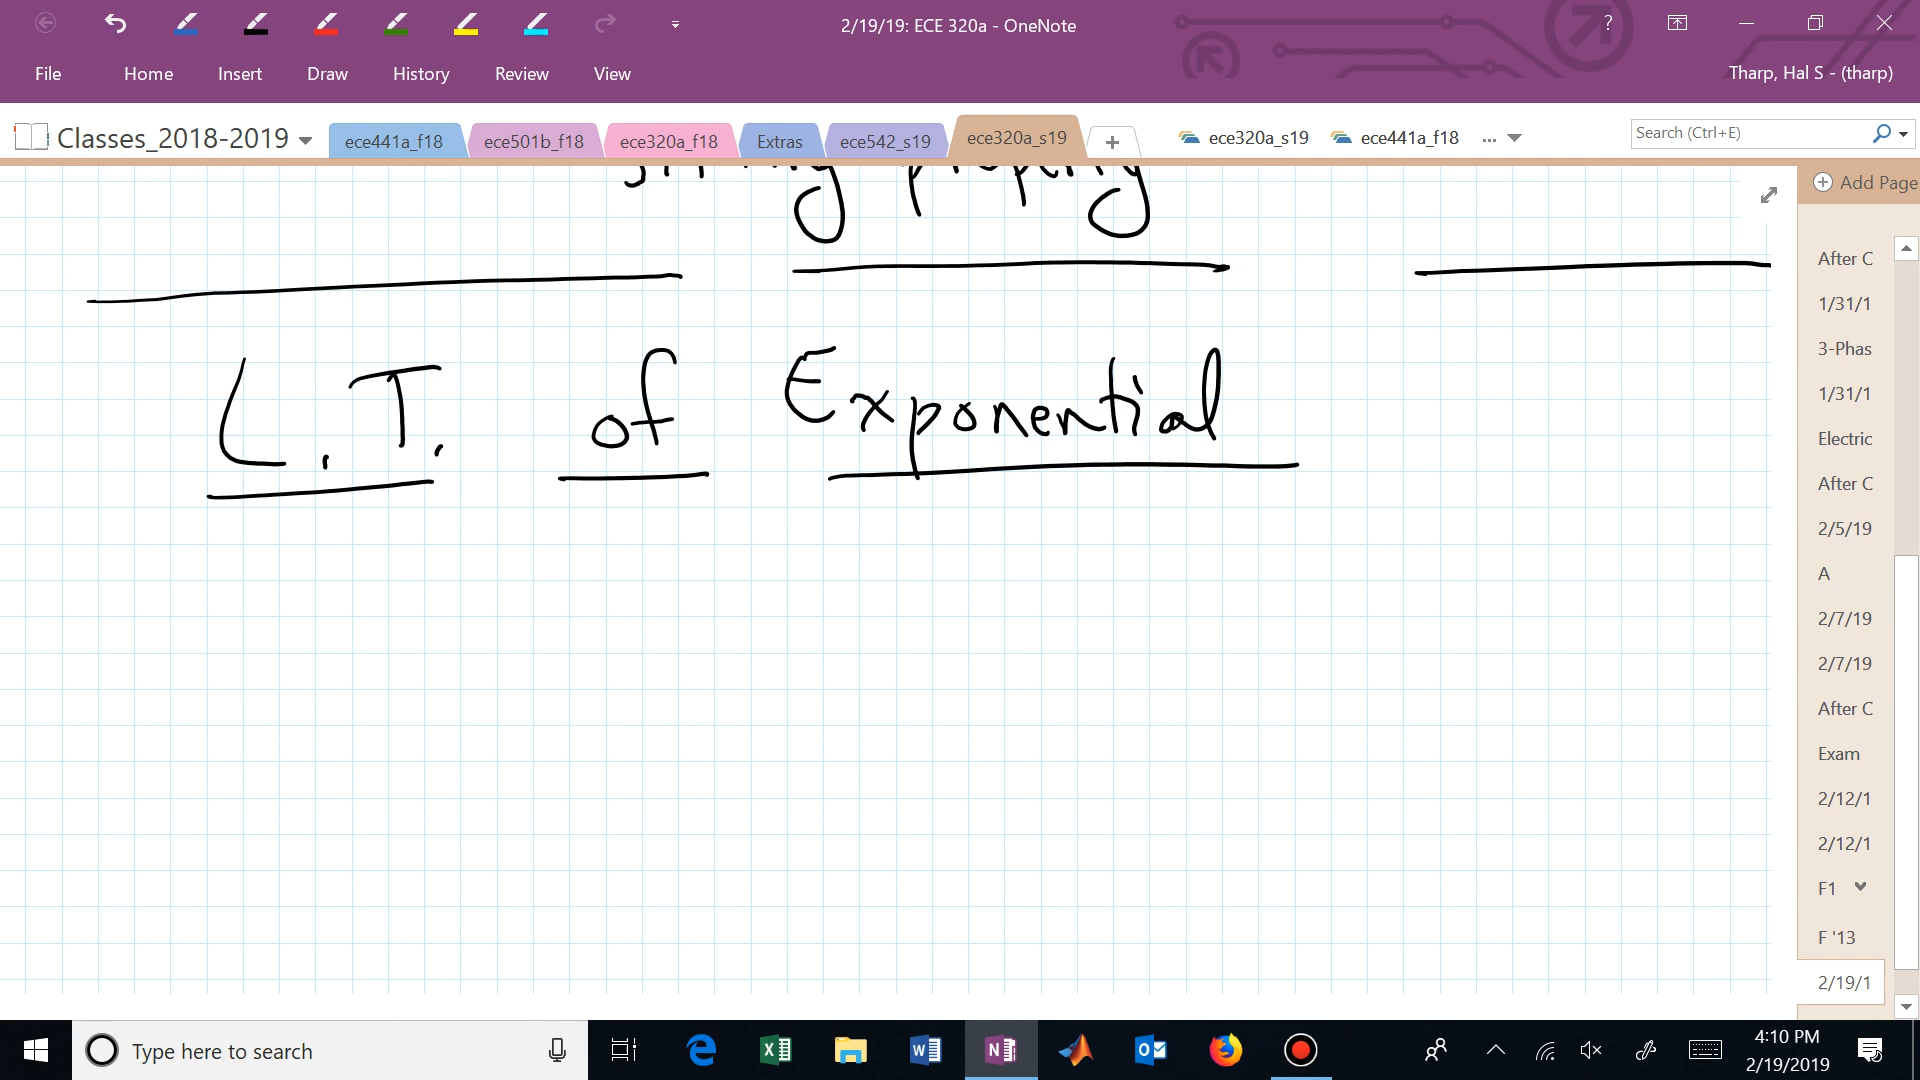 2/19/19: ECE 320a - OneNote
?
File Home Insert Draw History Review View
Tharp, Hal S - (tharp)
Classes_2018-2019 ece441a_f18 ece501b_f18 ece320a_f18 Extras ece542_s19 ece320a_s19 + ece320a_s19 ece441a_f18 ...
Search (Ctrl+E)
property
Add Page
L.T. of Exponential
After C
1/31/1
3-Phas
1/31/1
Electric
After C
2/5/19
A
2/7/19
2/7/19
After C
Exam
2/12/1
2/12/1
F1
F '13
2/19/1
Type here to search
4:10 PM
2/19/2019